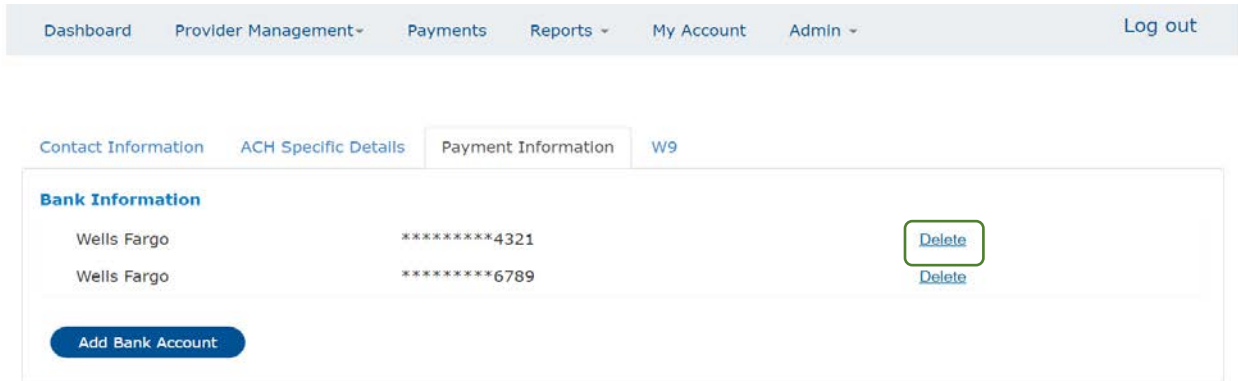 Dashboard Provider Management Payments Reports My Account Admin Log out
Contact Information ACH Specific Details Payment Information W9
Bank Information
Wells Fargo *********4321 Delete
Wells Fargo *********6789 Delete
Add Bank Account